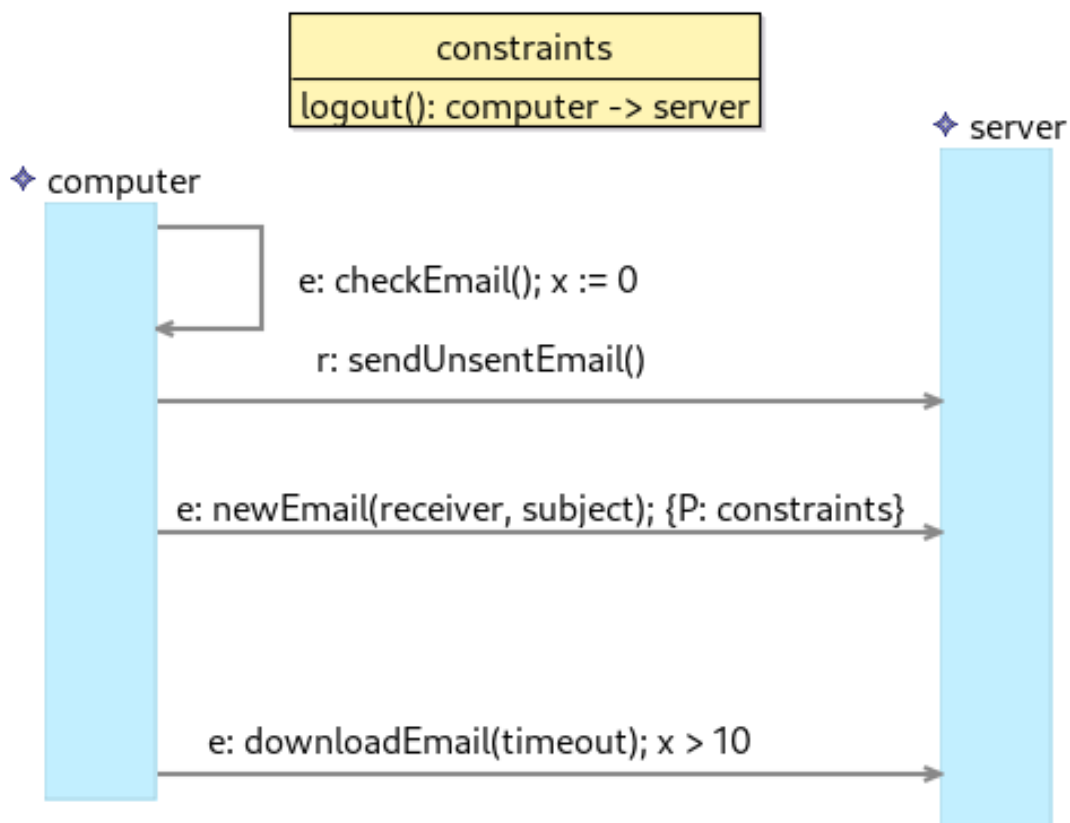 constraints
logout(): computer -> server
server
computer
e: checkEmail(); x := 0
r: sendUnsentEmail()
e: newEmail(receiver, subject); {P: constraints}
e: downloadEmail(timeout); x > 10